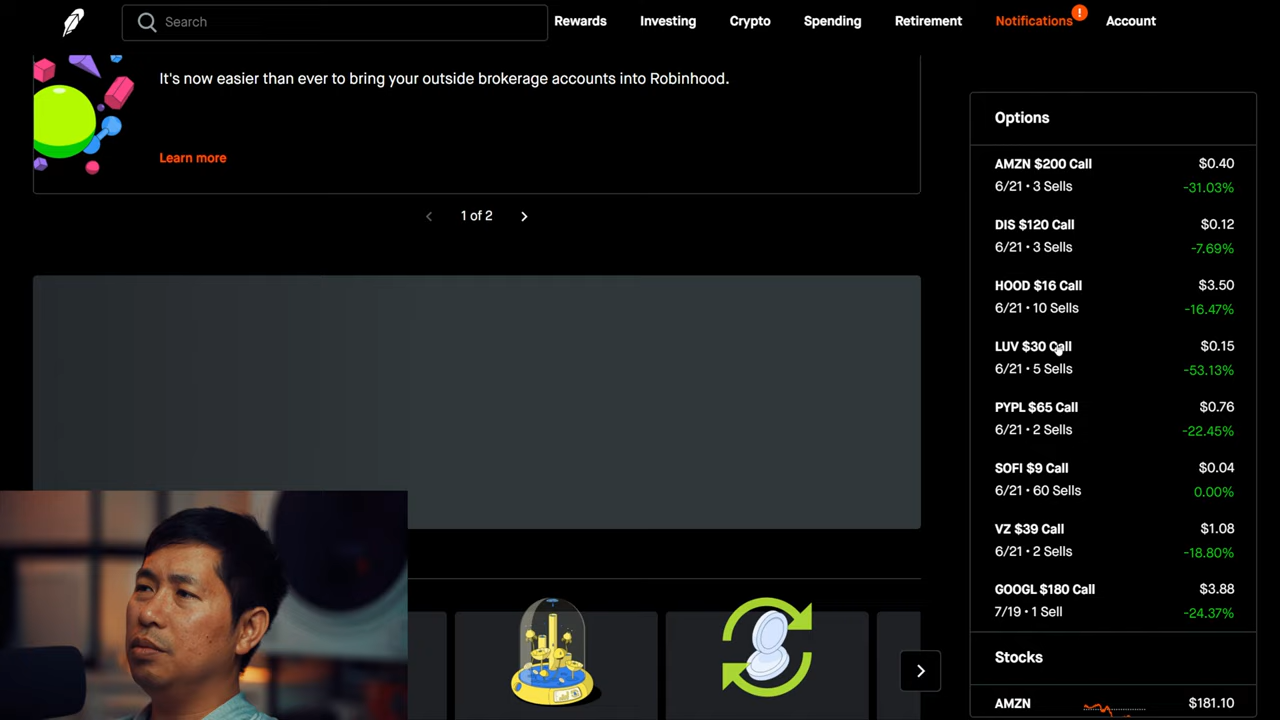 Search
Rewards
Investing
Crypto
Spending
Retirement
Notifications
!
Account
It's now easier than ever to bring your outside brokerage accounts into Robinhood.
Learn more
1 of 2
Options
AMZN $200 Call $0.40
6/21 • 3 Sells -31.03%
DIS $120 Call $0.12
6/21 • 3 Sells -7.69%
HOOD $16 Call $3.50
6/21 • 10 Sells -16.47%
LUV $30 Call $0.15
6/21 • 5 Sells -53.13%
PYPL $65 Call $0.76
6/21 • 2 Sells -22.45%
SOFI $9 Call $0.04
6/21 • 60 Sells 0.00%
VZ $39 Call $1.08
6/21 • 2 Sells -18.80%
GOOGL $180 Call $3.88
7/19 • 1 Sell -24.37%
Stocks
AMZN $181.10